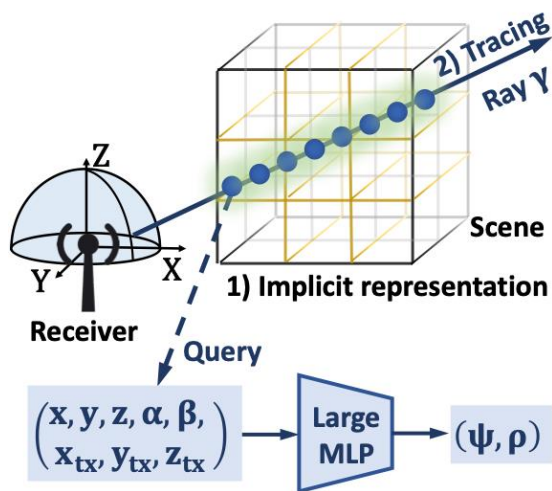 2) Tracing
Ray γ
Z
X
Y
Scene
1) Implicit representation
Receiver
Query
(x, y, z, α, β,
x_tx, y_tx, z_tx)
Large
MLP
(ψ, ρ)